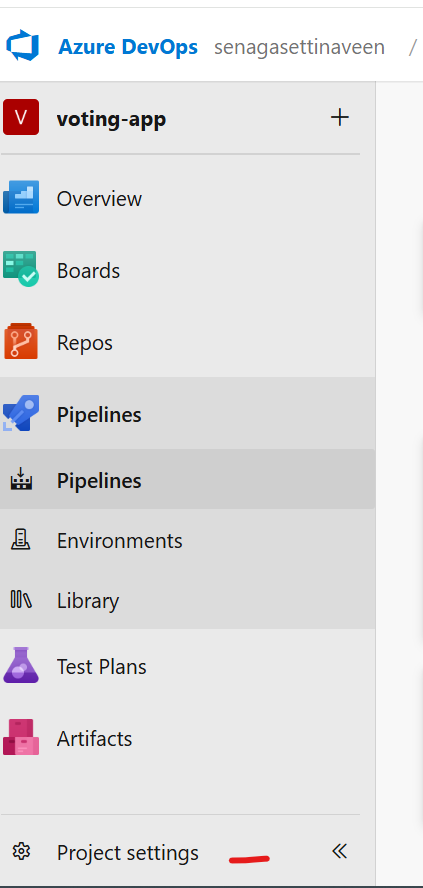 Azure DevOps senagasettinaveen /
V voting-app +
Overview
Boards
Repos
Pipelines
Pipelines
Environments
Library
Test Plans
Artifacts
Project settings